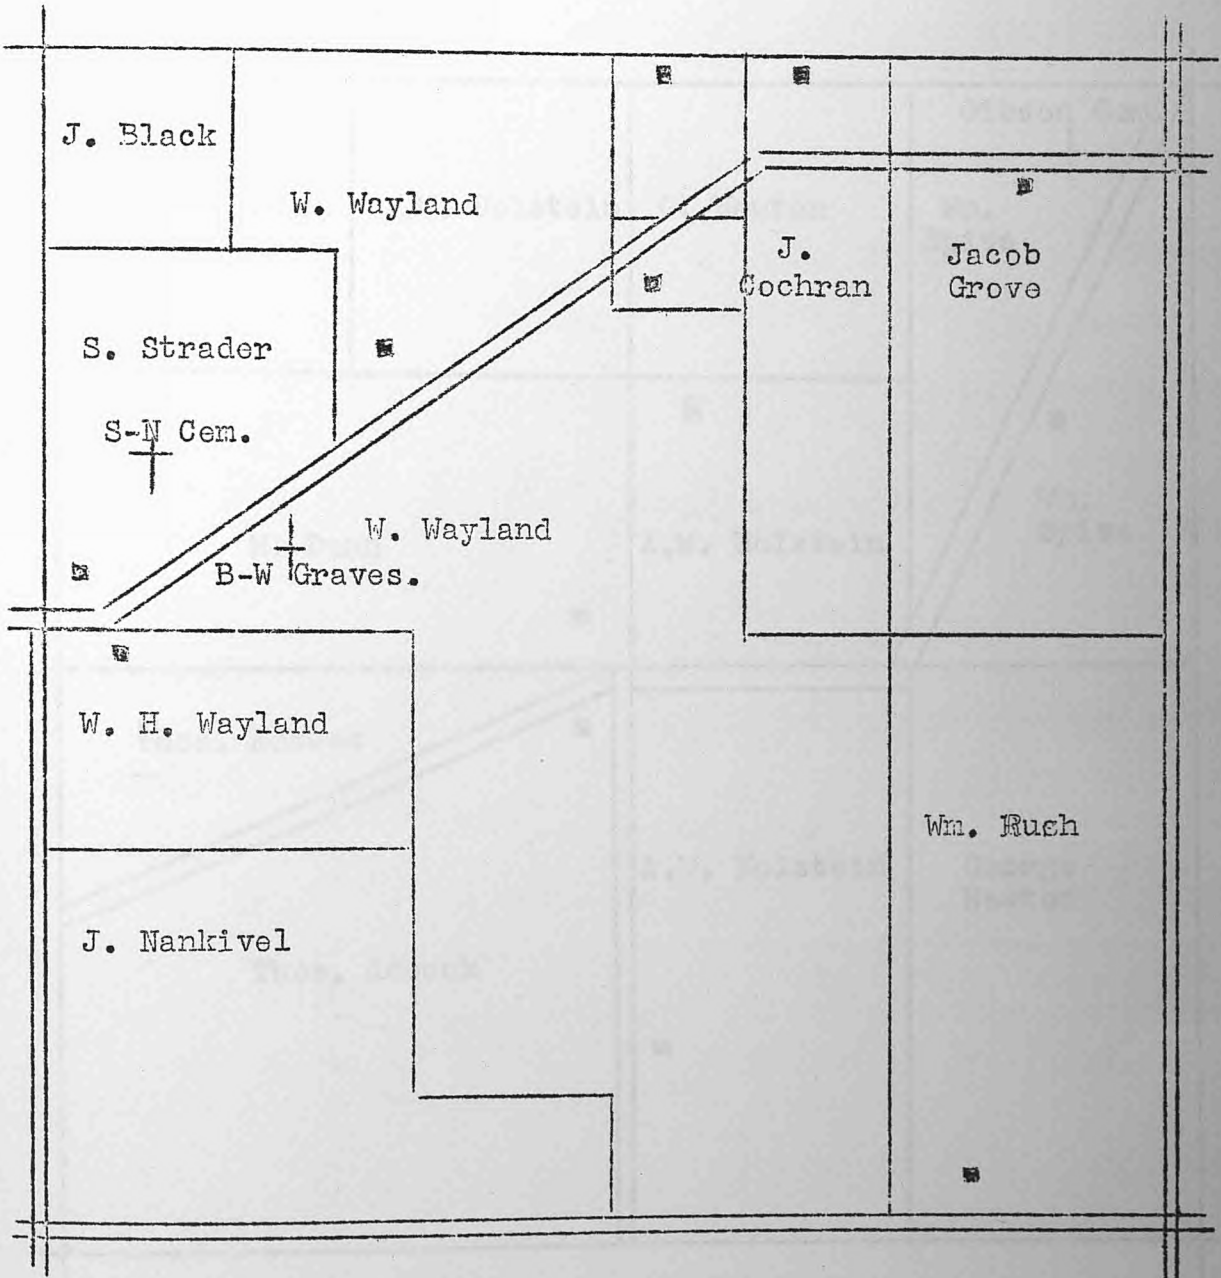 J. Black
W. Wayland
J.
Cochran
Jacob
Grove
S. Strader
S-N Cem.
W. Wayland
B-W Graves.
W. H. Wayland
Wm. Rush
J. Nankivel